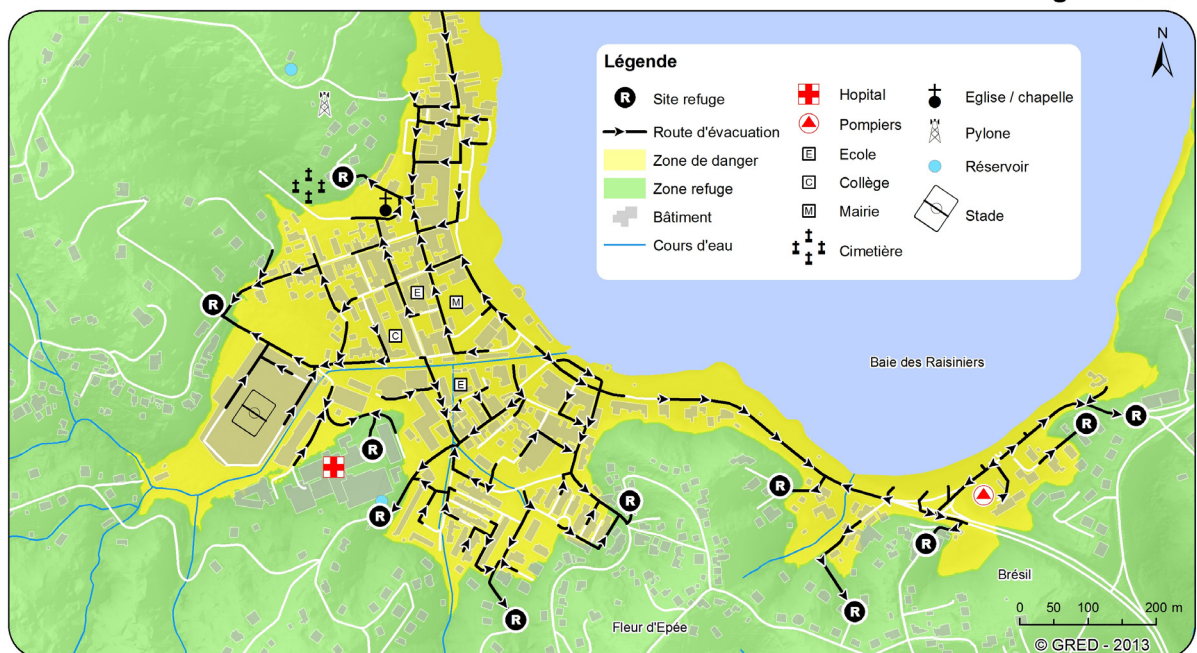 N
Légende
R Site refuge
Route d'évacuation
Zone de danger
Zone refuge
Bâtiment
Cours d'eau
Hopital
Pompiers
E Ecole
C Collège
M Mairie
Cimetière
Eglise / chapelle
Pylone
Réservoir
Stade
R
R
E
M
C
E
Baie des Raisiniers
R
R
R
R
R
R
R
R
R
R
Brésil
Fleur d'Epée
0 50 100 200 m
© GRED - 2013